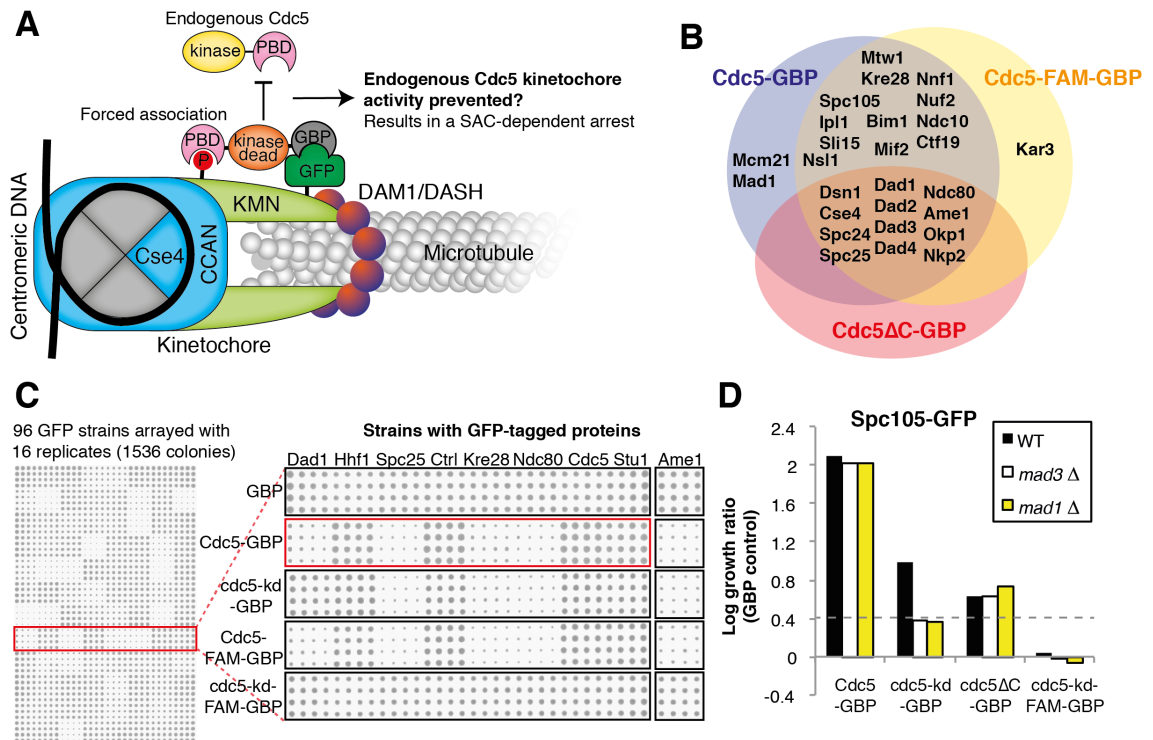 A
Endogenous Cdc5
kinase
PBD
Endogenous Cdc5 kinetochore
activity prevented?
Results in a SAC-dependent arrest
Forced association
PBD
P
kinase
dead
GBP
GFP
DAM1/DASH
KMN
Centromeric DNA
Cse4
CCAN
Microtubule
Kinetochore
B
Cdc5-GBP
Cdc5-FAM-GBP
Mtw1
Kre28 Nnf1
Spc105 Nuf2
Ipl1 Bim1 Ndc10
Sli15 Mif2 Ctf19
Nsl1
Mcm21
Mad1
Kar3
Dsn1 Dad1 Ndc80
Cse4 Dad2 Ame1
Spc24 Dad3 Okp1
Spc25 Dad4 Nkp2
Cdc5ΔC-GBP
C
96 GFP strains arrayed with
16 replicates (1536 colonies)
Strains with GFP-tagged proteins
Dad1 Hhf1 Spc25 Ctrl Kre28 Ndc80 Cdc5 Stu1 Ame1
GBP
Cdc5-GBP
cdc5-kd
-GBP
Cdc5-
FAM-GBP
cdc5-kd-
FAM-GBP
D
Spc105-GFP
WT
mad3 Δ
mad1 Δ
Log growth ratio
(GBP control)
2.4
2
1.6
1.2
0.8
0.4
0
-0.4
Cdc5
-GBP
cdc5-kd
-GBP
cdc5ΔC
-GBP
cdc5-kd-
FAM-GBP